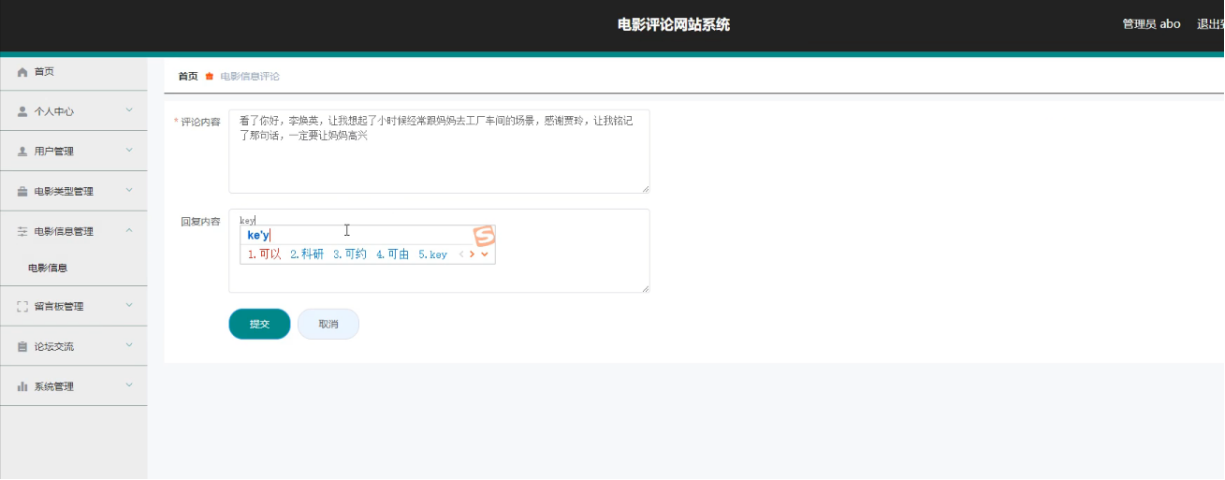 电影评论网站系统
管理员 abo 退出
首页
个人中心
用户管理
电影类型管理
电影信息管理
电影信息
留言板管理
论坛交流
系统管理
首页 电影信息评论
* 评论内容
看了你好，李焕英，让我想起了小时候经常跟妈妈去工厂车间的场景，感谢贾玲，让我铭记
了那句话，一定要让妈妈高兴
回复内容
key
ke'y
1.可以 2.科研 3.可约 4.可由 5.key
提交 取消